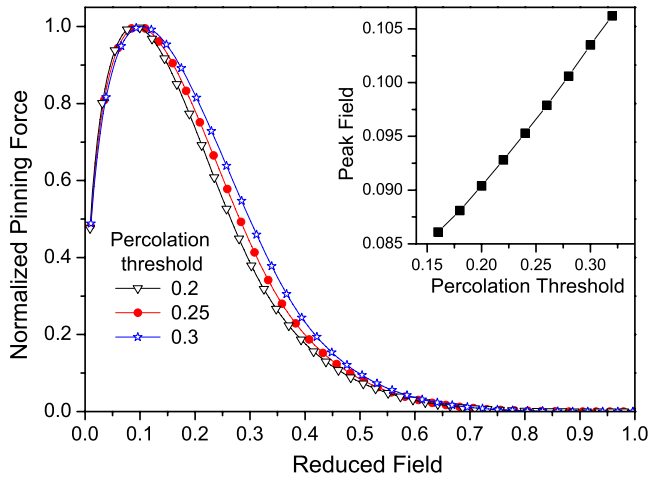 Normalized Pinning Force
1.0
0.8
0.6
0.4
0.2
0.0
0.0 0.1 0.2 0.3 0.4 0.5 0.6 0.7 0.8 0.9 1.0
Reduced Field
Percolation
threshold
0.2
0.25
0.3
Peak Field
0.105
0.100
0.095
0.090
0.085
0.15 0.20 0.25 0.30
Percolation Threshold